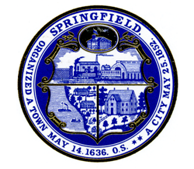 SPRINGFIELD.
ORGANIZED A TOWN MAY 14.1636. O.S. ** A CITY MAY 25.1852.